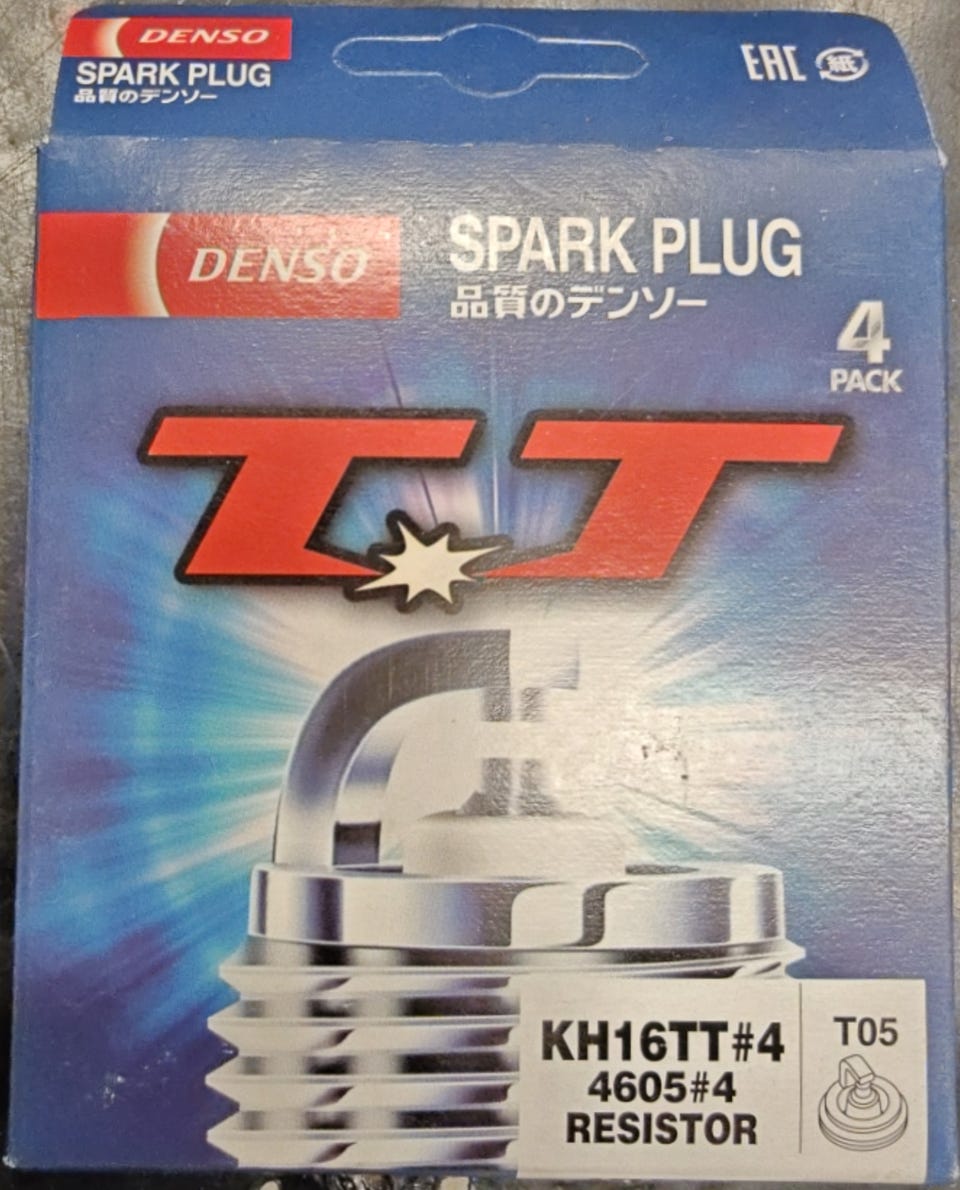 DENSO
SPARK PLUG
品質のデンソー
EAC 紙
DENSO
SPARK PLUG
品質のデンソー
4
PACK
TT
KH16TT#4
4605#4
RESISTOR
T05